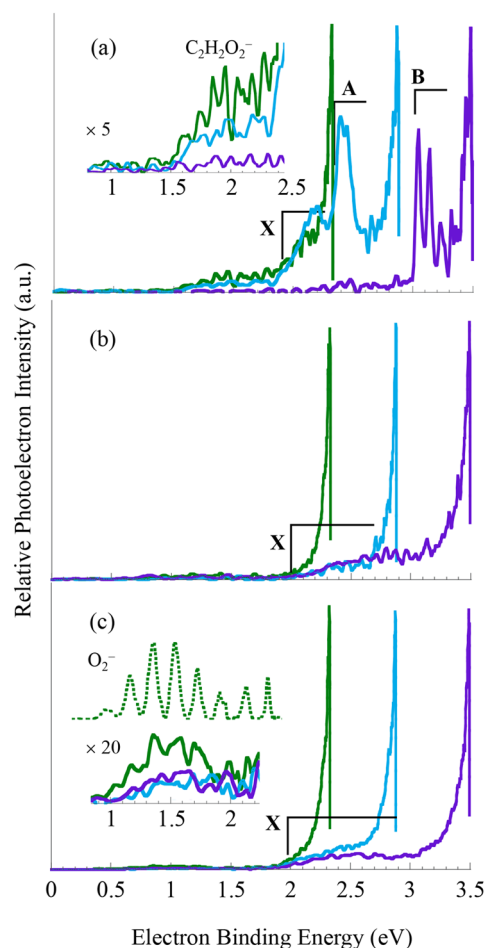 (a)
C₂H₂O₂⁻
× 5
1 1.5 2 2.5
X
A
B
Relative Photoelectron Intensity (a.u.)
(b)
X
(c)
O₂⁻
× 20
1 1.5 2
X
0 0.5 1 1.5 2 2.5 3 3.5
Electron Binding Energy (eV)